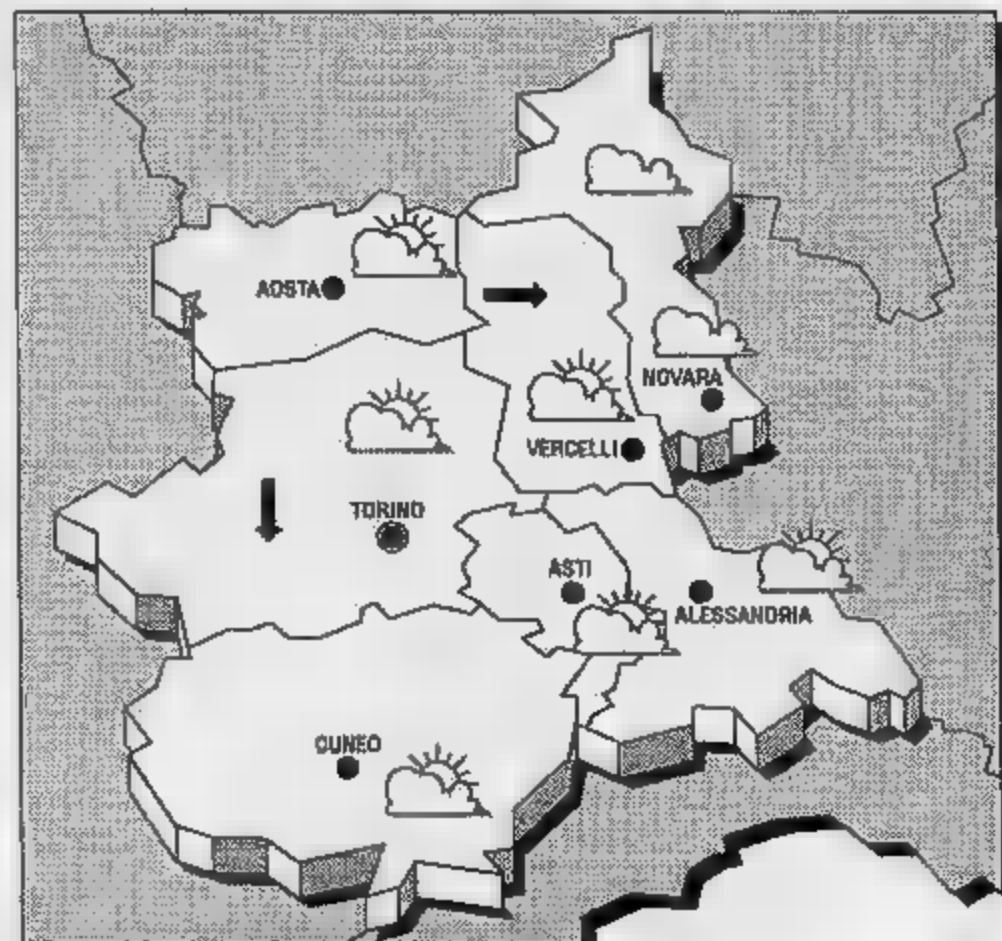 AOSTA
NOVARA
VERCELLI
TORINO
ASTI
ALESSANDRIA
CUNEO